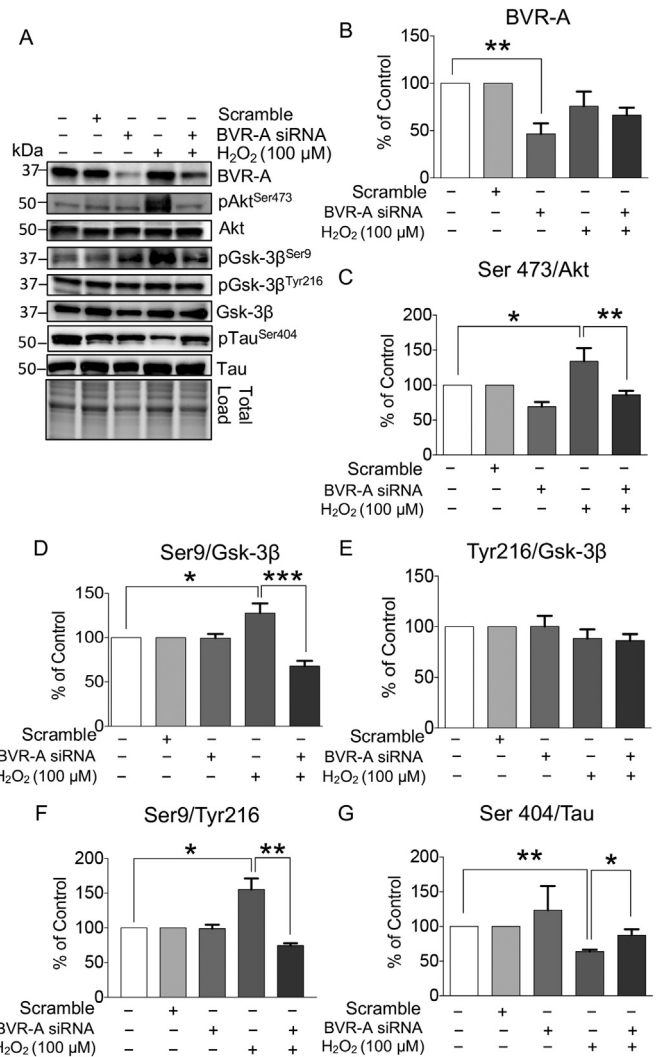 A
− + − − − Scramble
− − + − + BVR-A siRNA
− − − + + H₂O₂ (100 µM)
kDa
37 BVR-A
50 pAktSer473
50 Akt
37 pGsk-3βSer9
37 pGsk-3βTyr216
37 Gsk-3β
50 pTauSer404
50 Tau
Total
Load
B
BVR-A
% of Control
150
100
50
0
**
Scramble − + − − −
BVR-A siRNA − − + − +
H₂O₂ (100 µM) − − − + +
C
Ser 473/Akt
% of Control
200
150
100
50
0
* **
Scramble − + − − −
BVR-A siRNA − − + − +
H₂O₂ (100 µM) − − − + +
D
Ser9/Gsk-3β
% of Control
150
100
50
0
* ***
Scramble − + − − −
BVR-A siRNA − − + − +
H₂O₂ (100 µM) − − − + +
E
Tyr216/Gsk-3β
% of Control
150
100
50
0
Scramble − + − − −
BVR-A siRNA − − + − +
H₂O₂ (100 µM) − − − + +
F
Ser9/Tyr216
% of Control
200
150
100
50
0
* **
Scramble − + − − −
BVR-A siRNA − − + − +
H₂O₂ (100 µM) − − − + +
G
Ser 404/Tau
% of Control
200
150
100
50
0
** *
Scramble − + − − −
BVR-A siRNA − − + − +
H₂O₂ (100 µM) − − − + +